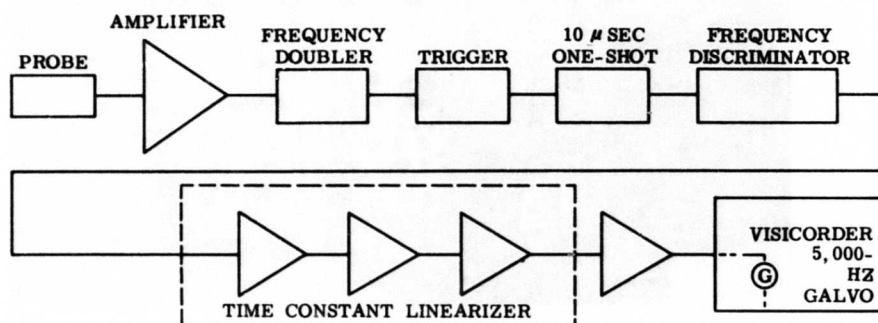 AMPLIFIER
PROBE
FREQUENCY
DOUBLER
TRIGGER
10 μ SEC
ONE-SHOT
FREQUENCY
DISCRIMINATOR
VISICORDER
5,000-
HZ
GALVO
G
TIME CONSTANT LINEARIZER